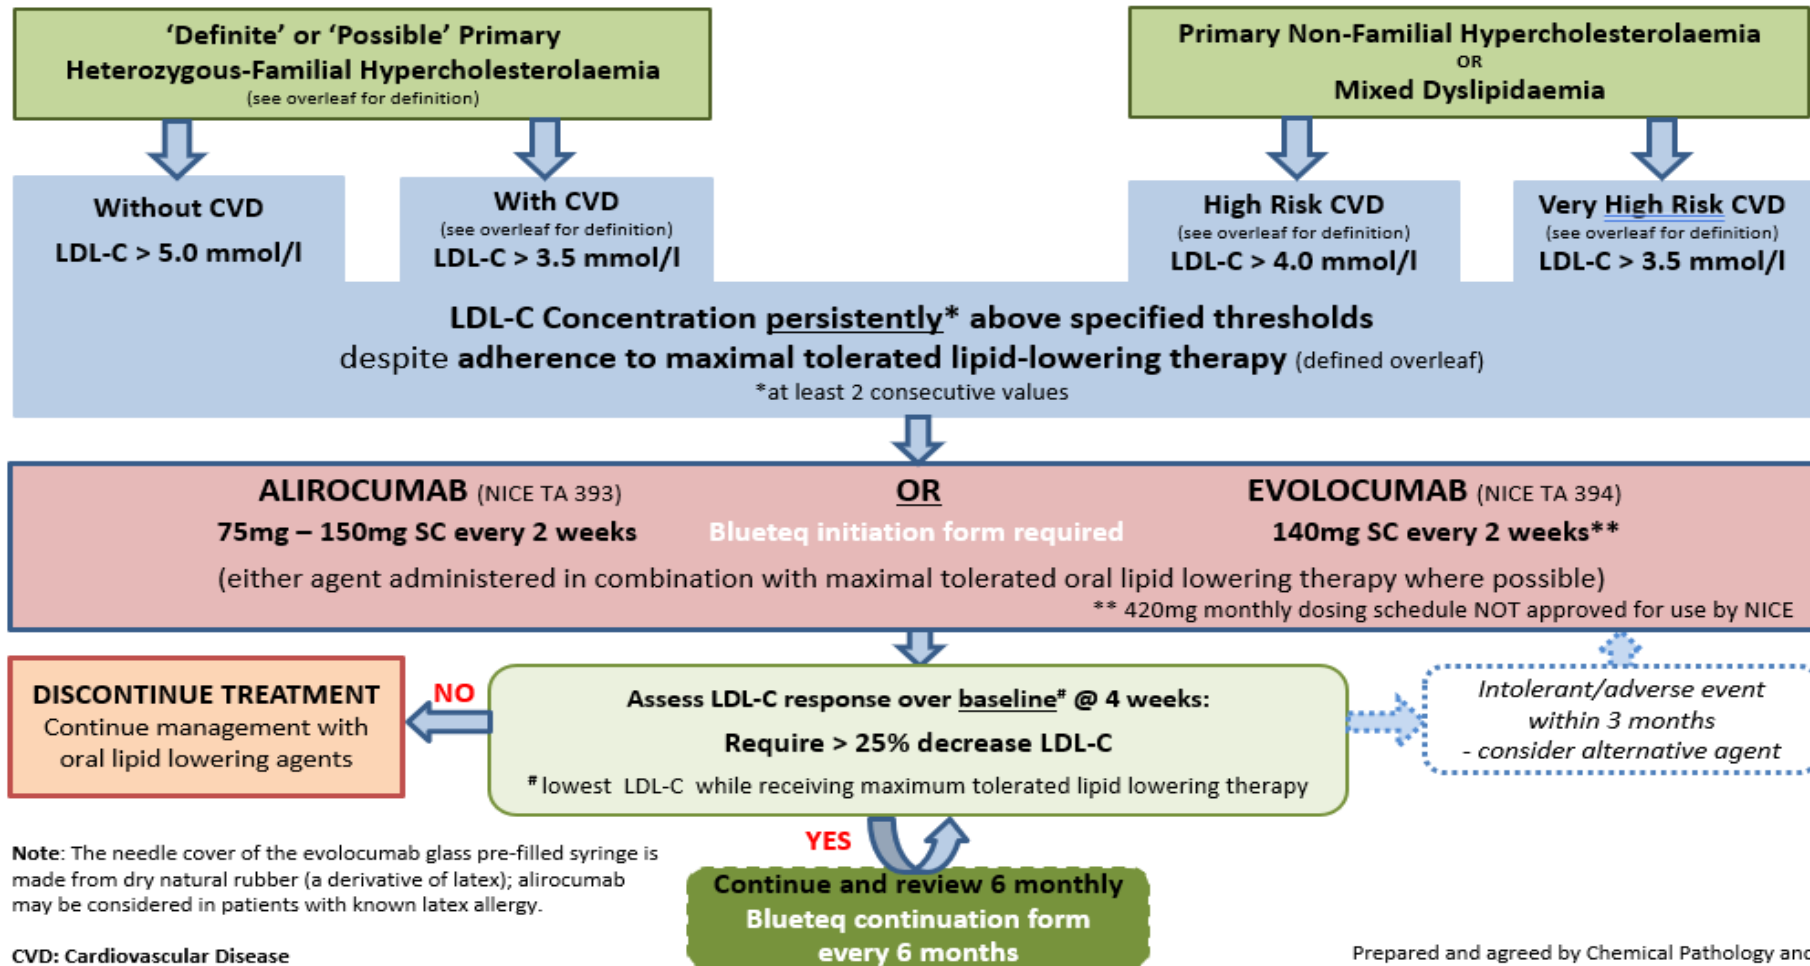 ‘Definite’ or ‘Possible’ Primary
Heterozygous-Familial Hypercholesterolaemia
(see overleaf for definition)
Primary Non-Familial Hypercholesterolaemia
OR
Mixed Dyslipidaemia
Without CVD
LDL-C > 5.0 mmol/l
With CVD
(see overleaf for definition)
LDL-C > 3.5 mmol/l
High Risk CVD
(see overleaf for definition)
LDL-C > 4.0 mmol/l
Very High Risk CVD
(see overleaf for definition)
LDL-C > 3.5 mmol/l
LDL-C Concentration persistently* above specified thresholds
despite adherence to maximal tolerated lipid-lowering therapy (defined overleaf)
*at least 2 consecutive values
ALIROCUMAB (NICE TA 393)
75mg – 150mg SC every 2 weeks
OR
Blueteq initiation form required
EVOLOCUMAB (NICE TA 394)
140mg SC every 2 weeks**
(either agent administered in combination with maximal tolerated oral lipid lowering therapy where possible)
** 420mg monthly dosing schedule NOT approved for use by NICE
DISCONTINUE TREATMENT
Continue management with
oral lipid lowering agents
NO
Assess LDL-C response over baseline# @ 4 weeks:
Require > 25% decrease LDL-C
# lowest LDL-C while receiving maximum tolerated lipid lowering therapy
Intolerant/adverse event
within 3 months
- consider alternative agent
YES
Continue and review 6 monthly
Blueteq continuation form
every 6 months
Note: The needle cover of the evolocumab glass pre-filled syringe is
made from dry natural rubber (a derivative of latex); alirocumab
may be considered in patients with known latex allergy.
CVD: Cardiovascular Disease
Prepared and agreed by Chemical Pathology and